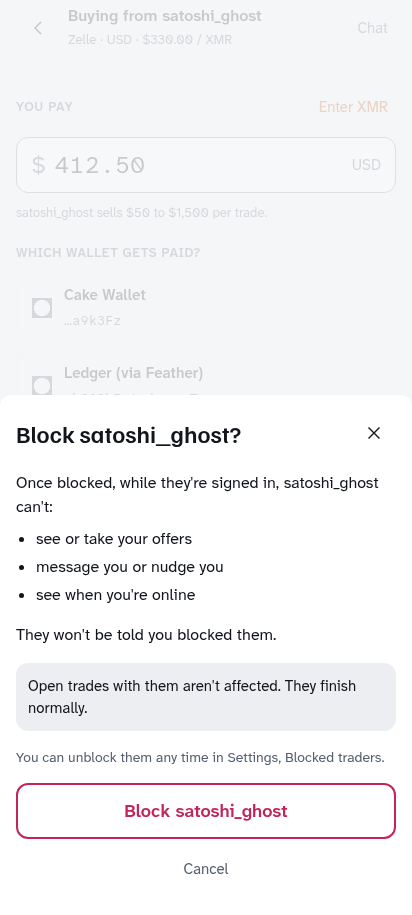 Buying from satoshi_ghost
Zelle · USD · $330.00 / XMR
Chat
YOU PAY
Enter XMR
$ 412.50
USD
satoshi_ghost sells $50 to $1,500 per trade.
WHICH WALLET GETS PAID?
Cake Wallet
…a9k3Fz
Ledger (via Feather)
Block satoshi_ghost?
Once blocked, while they're signed in, satoshi_ghost
can't:
• see or take your offers
• message you or nudge you
• see when you're online
They won't be told you blocked them.
Open trades with them aren't affected. They finish
normally.
You can unblock them any time in Settings, Blocked traders.
Block satoshi_ghost
Cancel